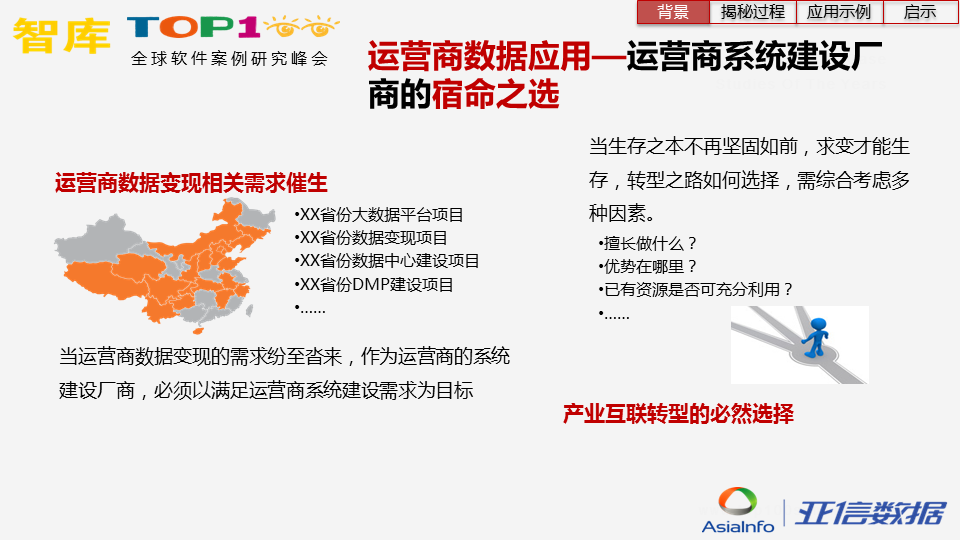 智库
TOP1
全球软件案例研究峰会
背景
揭秘过程
应用示例
启示
运营商数据应用—运营商系统建设厂
商的宿命之选
运营商数据变现相关需求催生
•XX省份大数据平台项目
•XX省份数据变现项目
•XX省份数据中心建设项目
•XX省份DMP建设项目
•......
当运营商数据变现的需求纷至沓来，作为运营商的系统
建设厂商，必须以满足运营商系统建设需求为目标
当生存之本不再坚固如前，求变才能生
存，转型之路如何选择，需综合考虑多
种因素。
•擅长做什么？
•优势在哪里？
•已有资源是否可充分利用？
•......
产业互联转型的必然选择
AsiaInfo
亚信数据